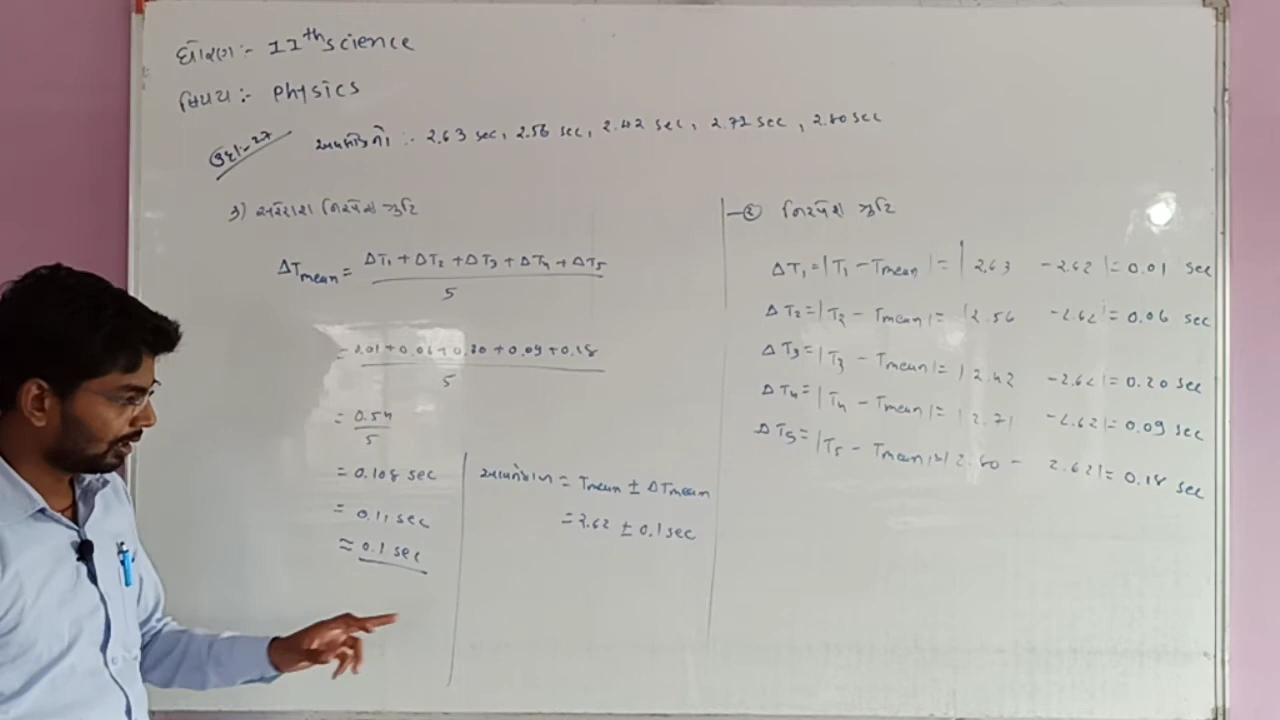 ધોરણ:- 11th science
વિષય:- Physics
ઉદા.-27
અવલોકનો :- 2.63 sec, 2.56 sec, 2.42 sec, 2.71 sec, 2.80 sec
૩) સરેરાશ નિરપેક્ષ ત્રુટિ
ΔTmean = ΔT1 + ΔT2 + ΔT3 + ΔT4 + ΔT5
5
= 0.01 + 0.06 + 0.20 + 0.09 + 0.18
5
= 0.54
5
= 0.108 sec
= 0.11 sec
≈ 0.1 sec
= Tmean ± ΔTmean
= 2.62 ± 0.1 sec
② નિરપેક્ષ ત્રુટિ
ΔT1 = |T1 - Tmean| = |2.63 - 2.62| = 0.01 sec
ΔT2 = |T2 - Tmean| = |2.56 - 2.62| = 0.06 sec
ΔT3 = |T3 - Tmean| = |2.42 - 2.62| = 0.20 sec
ΔT4 = |T4 - Tmean| = |2.71 - 2.62| = 0.09 sec
ΔT5 = |T5 - Tmean| = |2.80 - 2.62| = 0.18 sec